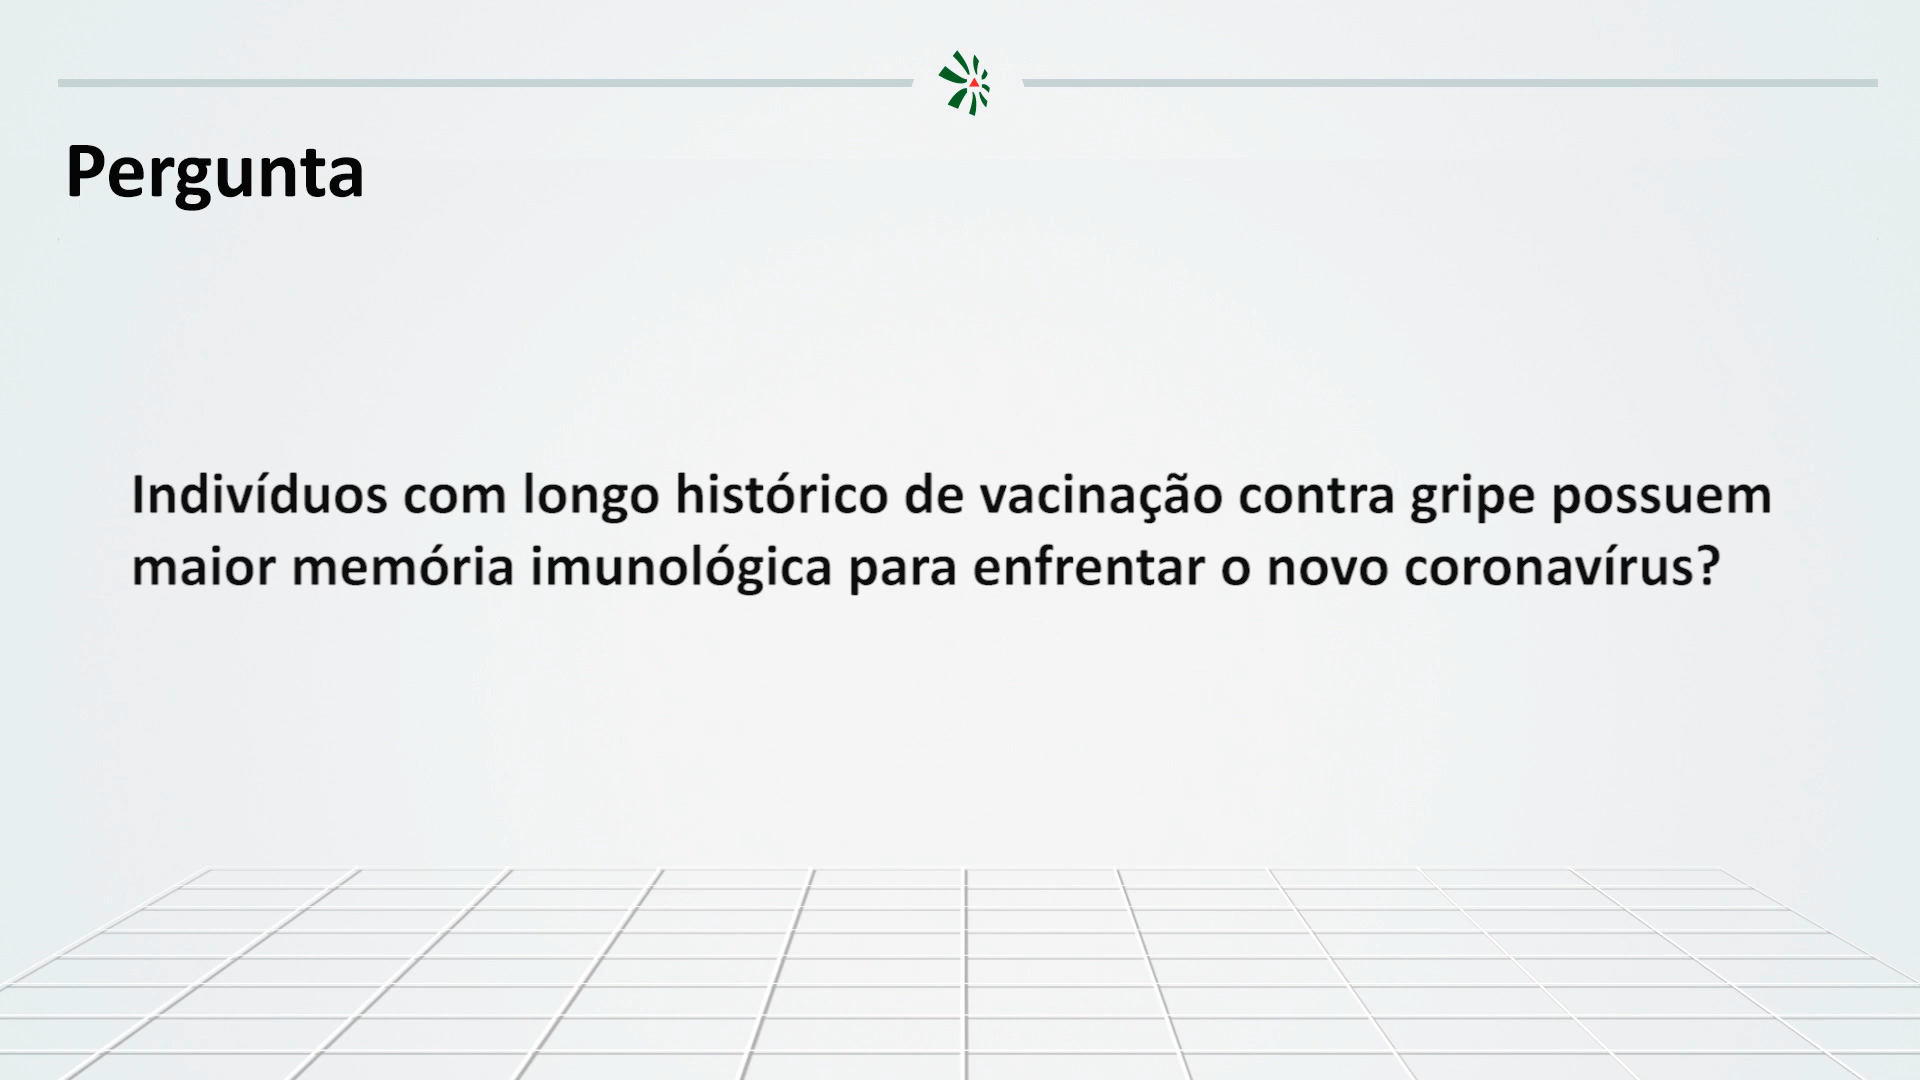 Pergunta
Indivíduos com longo histórico de vacinação contra gripe possuem
maior memória imunológica para enfrentar o novo coronavírus?